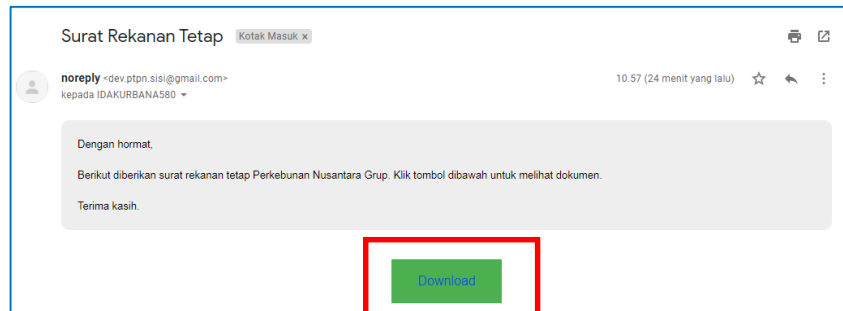 Surat Rekanan Tetap Kotak Masuk x
noreply <dev.ptpn.sisi@gmail.com> 10.57 (24 menit yang lalu)
kepada IDAKURBANA580
Dengan hormat,
Berikut diberikan surat rekanan tetap Perkebunan Nusantara Grup. Klik tombol dibawah untuk melihat dokumen.
Terima kasih.
Download